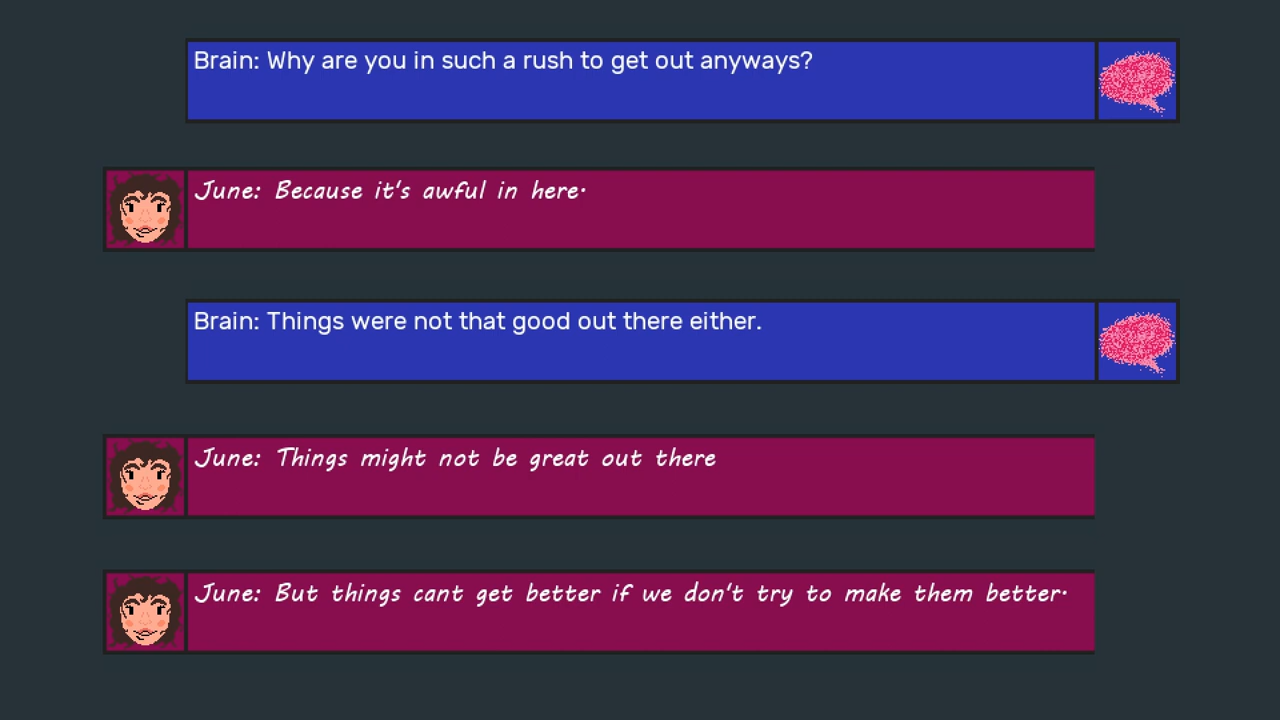 Brain: Why are you in such a rush to get out anyways?
June: Because it's awful in here.
Brain: Things were not that good out there either.
June: Things might not be great out there
June: But things cant get better if we don't try to make them better.